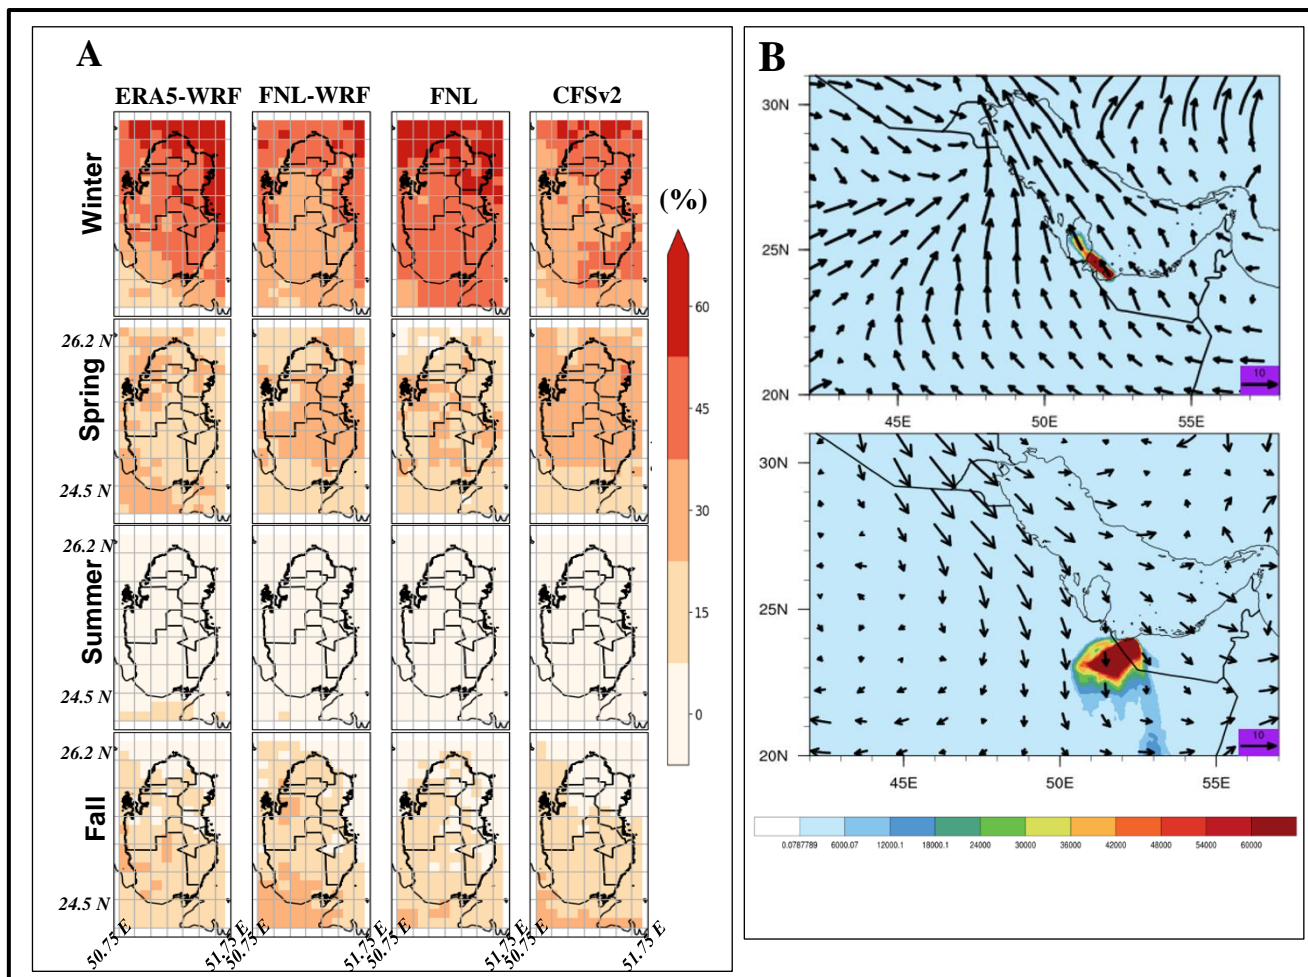 A
ERA5-WRF FNL-WRF FNL CFSv2
Winter
Spring
26.2 N
24.5 N
Summer
26.2 N
24.5 N
Fall
26.2 N
24.5 N
50.75 E 51.75 E 50.75 E 51.75 E 50.75 E 51.75 E 50.75 E 51.75 E
(%)
60
45
30
15
0
B
30N
25N
20N
45E 50E 55E
10
30N
25N
20N
45E 50E 55E
10
0.0787789 6000.07 12000.1 18000.1 24000 30000 36000 42000 48000 54000 60000